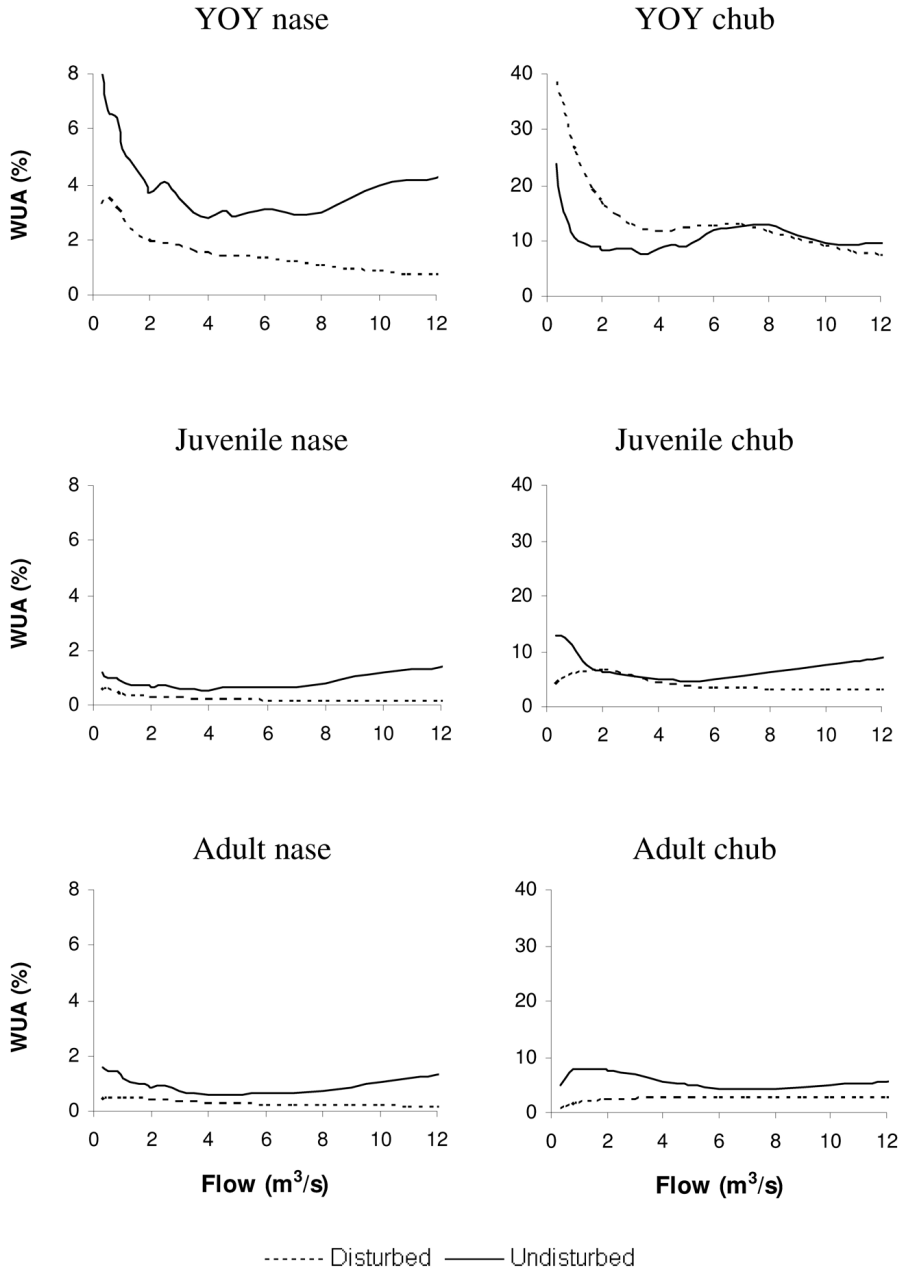 YOY nase
YOY chub
WUA (%)
8
6
4
2
0
0 2 4 6 8 10 12
40
30
20
10
0
0 2 4 6 8 10 12
Juvenile nase
Juvenile chub
WUA (%)
8
6
4
2
0
0 2 4 6 8 10 12
40
30
20
10
0
0 2 4 6 8 10 12
Adult nase
Adult chub
WUA (%)
8
6
4
2
0
0 2 4 6 8 10 12
Flow (m³/s)
40
30
20
10
0
0 2 4 6 8 10 12
Flow (m³/s)
Disturbed Undisturbed